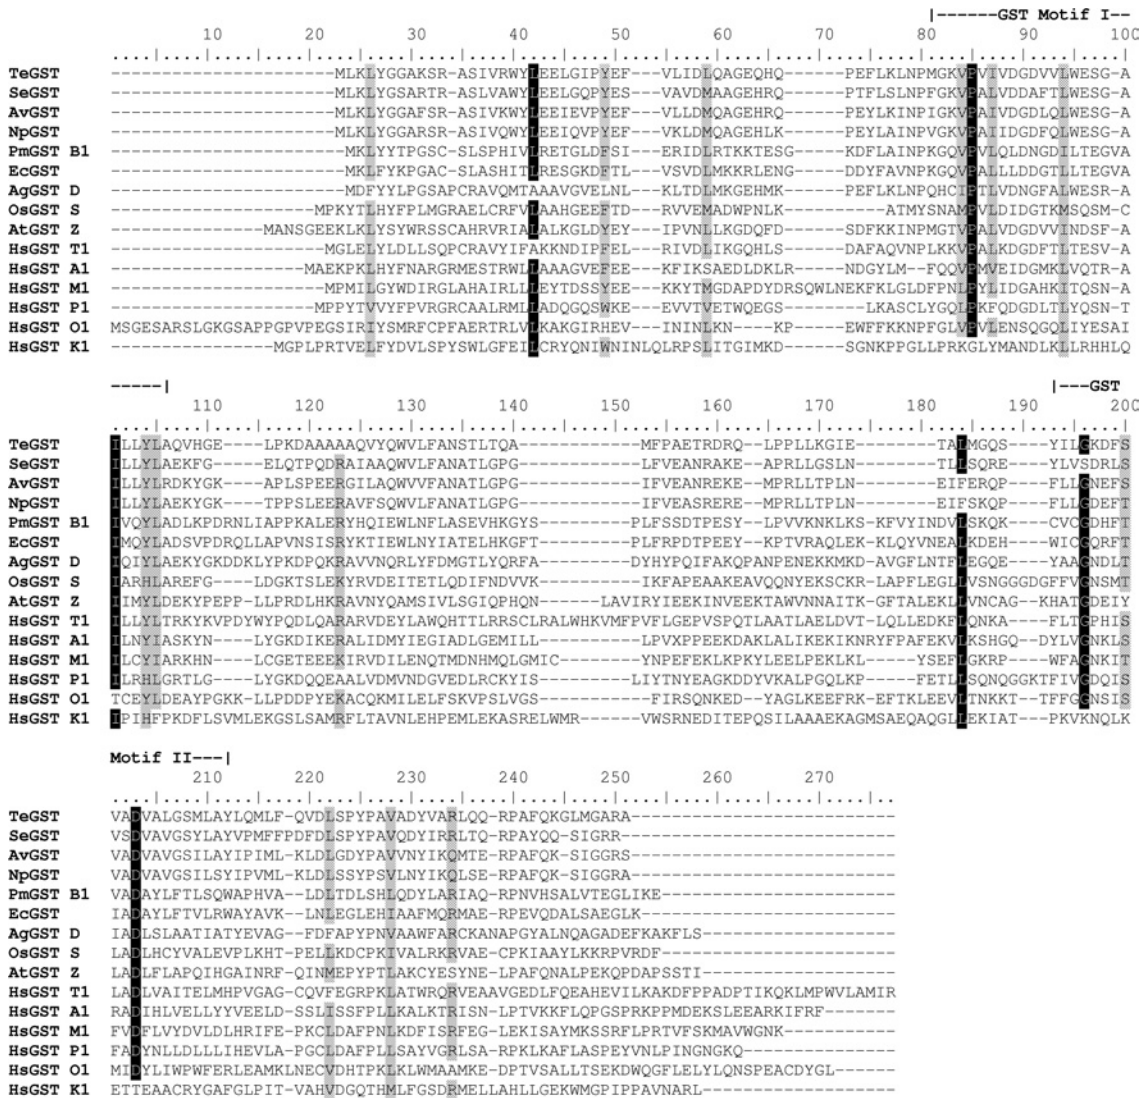 |------GST Motif I--
10 20 30 40 50 60 70 80 90 100
TeGST ----------------------MLKLYGGAKSR-ASIVRWYLEELGIPYEF---VLIDLQAGEHQ------PEFLKLNPMGKVPVIVDGDVVLWESG-A
SeGST ----------------------MLKLYGSARTR-ASLVAWYLEELGQPYES---VAVDMAAGEHRQ-----PTFLSLNPFGKVPALVDDAFTLWESG-A
AvGST ----------------------MLKLYGGAFSR-ASIVKWYLEEIEVPYEF---VLLDMQAGEHRQ-----PEYLKINPMGKVPAIVDGDLQLWESG-A
NpGST ----------------------MLKLYGGARSR-ASIVQWYLEEIQVPYEF---VKLDMQAGEHLK-----PEYLAINPVGKVPAIIDGDFQLWESG-A
PmGST B1 -----------------------MKLYYTPGSC-SLSPHIVLRETGLDFSI---ERIDLRTKKTESG----KDFLAINPKGQVPVLQLDNGDILTEGVA
EcGST -----------------------MKLFYKPGAC-SLASHITLRESGKDFTL---VSVDLMKKRLENG----DDYFAVNPKGQVPALLLDDGTLLTEGVA
AgGST D -----------------------MDFYYLPGSAPCRAVQMTAAAVGVELNL---KLTDLMKGEHMK-----PEFLKLNPQHCIPTLVDNGFALWESR-A
OsGST S --------------------MPKYTLHYFPLMGRAELCRFVLAAHGEEFTD---RVVEMADWPNLK---------ATMYSNAMPVLDIDGTKMSQSM-C
AtGST Z ---------------MANSGEEKLKLYSYWRSSCAHRVRIALALKGLDYEY---IPVNLLKGDQFD------SDFKKINPMGTVPALVDGDVVINDSF-A
HsGST T1 ---------------------MGLELYLDLLSQPCRAVYIFAKKNDIPFEL---RIVDLIKGQHLS------DAFAQVNPLKKVPALKDGDFTLTESV-A
HsGST A1 -------------------MAEKPKLHYFNARGRMESTRWLLAAAGVEFEE---KFIKSAEDLDKLR----NDGYLM--FQQVPMVEIDGMKLVQTR-A
HsGST M1 --------------------MPMILGYWDIRGLAHAIRLLLEYTDSSYEE---KKYTMGDAPDYDRSQWLNEKFKLGLDFPNLPYLIDGAHKITQSN-A
HsGST P1 --------------------MPPYTVVYFPVRGRCAALRMLLADQGQSWKE---EVVTVETWQEGS------LKASCLYGQLPKFQDGDLTLYQSN-T
HsGST O1 MSGESARSLGKGSAPPGPVPEGSIRIYSMRFCPFAERTRLVLKAKGIRHEV---ININLKN----KP-----EWFFKKNPFGLVPVLENSQGQLIYESAI
HsGST K1 ----------------MGPLPRTVELFYDVLSPYSWLGFEILCRYQNIWNINLQLRPSLITGIMKD-----SGNKPPGLLPRKGLYMANDLKLLRHHLQ
-----| |---GST
110 120 130 140 150 160 170 180 190 200
TeGST ILLYLAQVHGE----LPKDAAAAAQVYQWVLFANSTLTQA------------MFPAETRDRQ-LPPLLKGIE------TALMGQS-----YILGKDFS
SeGST ILLYLAEKFG-----ELQTPQDRAIAAQWVLFANATLGPG------------LFVEANRAKE-APRLLGSLN------TLLSQRE-----YLVSDRLS
AvGST ILLYLRDKYGK----APLSPEERGILAQWVVFANATLGPG------------IFVEANREKE-MPRLLTPLN------EIFERQP-----FLLGNEFS
NpGST ILLYLAEKYGK----TPPSLEERAVFSQWVLFANATLGPG------------IFVEASRERE-MPRLLTPLN------EIFSKQP-----FLLGDEFT
PmGST B1 IVQYLADLKPDRNLIAPPKALERYHQIEWLNFLASEVHKGYS----------PLFSSDTPESY-LPVVKNKLKS-KFVYINDVLSKQK-----CVCGDHFT
EcGST IMQYLADSVPDRQLLAPVNSISRYKTIEWLNYIATELHKGFT----------PLFRPDTPEEY-KPTVRAQLEK-KLQYVNEALKDEH-----WICGQRFT
AgGST D IQIYLAEKYGKDDKLYPKDPQKRAVVNQRLYFDMGTLYQRFA----------DYHYPQIFAKQPANPENEKKMKD-AVGFLNTFLEGQE-----YAAGNDLT
OsGST S IARHLAREFG-----LDGKTSLEKYRVDEITETLQDIFNDVVK---------IKFAPEAAKEAVQQNYEKSCKR-LAPFLEGLLVSNGGGDGFFVGNSMT
AtGST Z IIMYLDEKYPEPP--LLPRDLHKRAVNYQAMSIVLSGIQPHQN-------LAVIRYIEEKINVEEKTAWVNNAITK-GFTALEKLLVNCAG---KHATGDEIY
HsGST T1 ILLYLTRKYKVPDYWYPQDLQARARVDEYLAWQHTTLRRSCLRALWHKVMFPVFLGEPVSPQTLAATLAELDVT-LQLLEDKFLQNKA----FLTGPHIS
HsGST A1 ILNYIASKYN-----LYGKDIKERALIDMYIEGIADLGEMILL---------LPVXPPEEKDAKLALIKEKIKNRYFPAFEKVLKSHGQ---DYLVGNKLS
HsGST M1 ILCYIARKHN-----LCGETEEEKIRVDILENQTMDNHMQLGMIC-------YNPEFEKLKPKYLEELPEKLKL-----YSEFLGKRP-----WFAGNKIT
HsGST P1 ILRHLGRTLG-----LYGKDQQEAALVDMVNDGVEDLRCKYIS---------LIYTNYEAGKDDYVKALPGQLKP-----FETLLSQNQGGKTFIVGDQIS
HsGST O1 TCEYLDEAYPGKK--LLPDDPYEKACQKMILELFSKVPSLVGS---------FIRSQNKED--YAGLKEEFRK-EFTKLEEVLTNKKT---TFFGGNSIS
HsGST K1 IPIHFPKDFLSVMLEKGSLSAMRFLTAVNLEHPEMLEKASRELWMR------VWSRNEDITEPQSILAAAEKAGMSAEQAQGLLEKIAT---PKVKNQLK
Motif II---|
210 220 230 240 250 260 270
TeGST VADVALGSMLAYLQMLF-QVDLSPYPAVADYVARLQQ-RPAFQKGLMGARA--------------------------
SeGST VSDVAVGSYLAYVPMFFPDFDLSPYPAVQDYIRRLTQ-RPAYQQ-SIGRR---------------------------
AvGST VADVAVGSILAYIPIML-KLDLGDYPAVVNYIKQMTE-RPAFQK-SIGGRS--------------------------
NpGST VADVAVGSILSYIPVML-KLDLSSYPSVLNYIKQLSE-RPAFQK-SIGGRA--------------------------
PmGST B1 VADAYLFTLSQWAPHVA--LDLTDLSHLQDYLARIAQ-RPNVHSALVTEGLIKE-----------------------
EcGST IADAYLFTVLRWAYAVK--LNLEGLEHIAAFMQRMAE-RPEVQDALSAEGLK-------------------------
AgGST D IADLSLAATIATYEVAG--FDFAPYPNVAAWFARCKANAPGYALNQAGADEFKAKFLS-------------------
OsGST S LADLHCYVALEVPLKHT-PELLKDCPKIVALRKRVAE-CPKIAAYLKKRPVRDF-----------------------
AtGST Z LADLFLAPQIHGAINRF-QINMEPYPTLAKCYESYNE-LPAFQNALPEKQPDAPSSTI-------------------
HsGST T1 LADLVAITELMHPVGAG-CQVFEGRPKLATWRQRVEAAVGEDLFQEAHEVILKAKDFPPADPTIKQKLMPWVLAMIR
HsGST A1 RADIHLVELLYYVEELD-SSLISSFPLLKALKTRISN-LPTVKKFLQPGSPRKPPMDEKSLEEARKIFRF-------
HsGST M1 FVDFLVYDVLDLHRIFE-PKCLDAFPNLKDFISRFEG-LEKISAYMKSSRFLPRTVFSKMAVWGNK-----------
HsGST P1 FADYNLLDLLLIHEVLA-PGCLDAFPLLSAYVGRLSA-RPKLKAFLASPEYVNLPINGNGKQ---------------
HsGST O1 MIDYLIWPWFERLEAMKLNECVDHTPKLKLWMAAMKE-DPTVSALLTSEKDWQGFLELYLQNSPEACDYGL------
HsGST K1 ETTEAACRYGAFGLPIT-VAHVDGQTHMLFGSDRMELLAHLLGEKWMGPIPPAVNARL-------------------